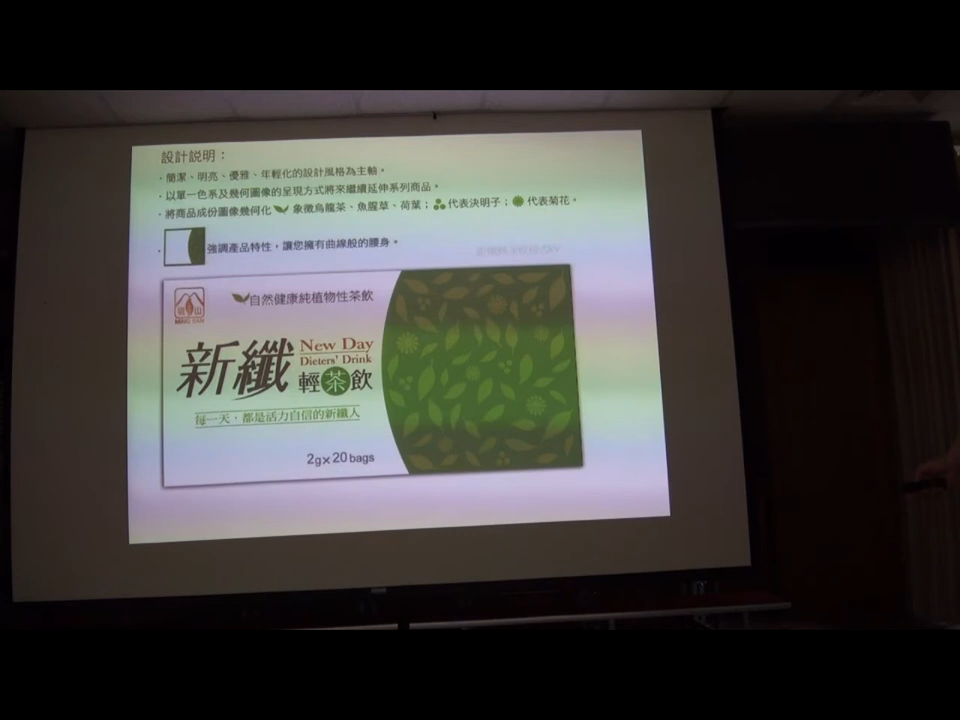 設計說明：
·簡潔、明亮、優雅、年輕化的設計風格為主軸。
·以單一色系及幾何圖像的呈現方式將來繼續延伸系列商品。
·將商品成份圖像幾何化 象徵烏龍茶、魚腥草、荷葉； 代表決明子； 代表菊花。
· 強調產品特性，讓您擁有曲線般的腰身。
自然健康純植物性茶飲
新纖
New Day
Dieters' Drink
輕茶飲
每一天，都是活力自信的新纖人
2g×20bags